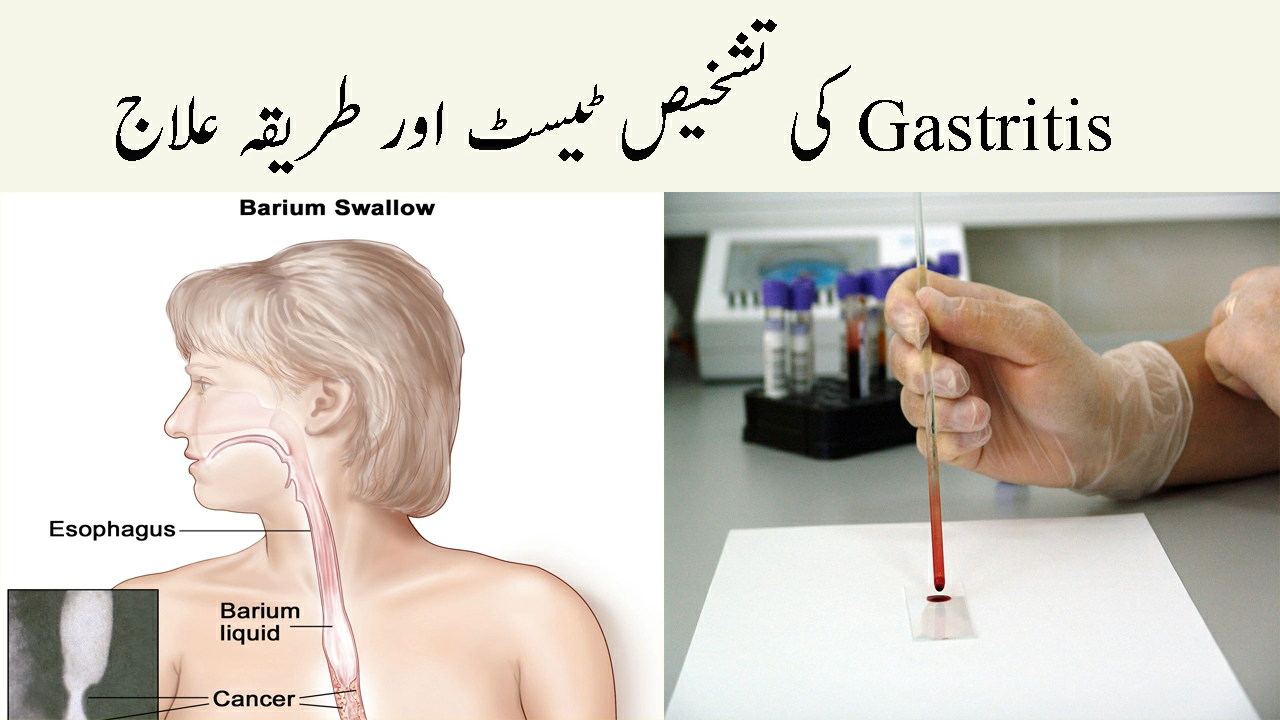 Gastritis کی تشخیص ٹیسٹ اور طریقہ علاج
Barium Swallow
Esophagus
Barium
liquid
Cancer